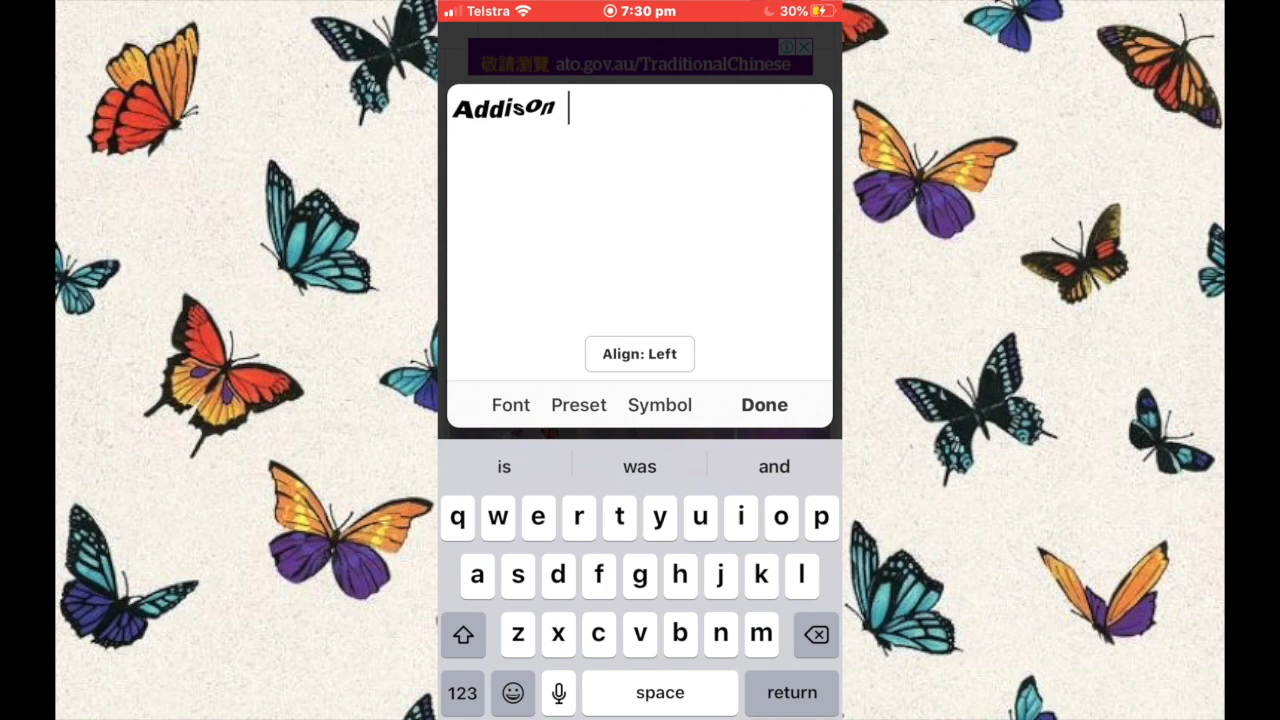 Telstra 7:30 pm 30%
敬請瀏覽 ato.gov.au/TraditionalChinese
Addison
Align: Left
Font Preset Symbol Done
is was and
q w e r t y u i o p
a s d f g h j k l
z x c v b n m
123 space return